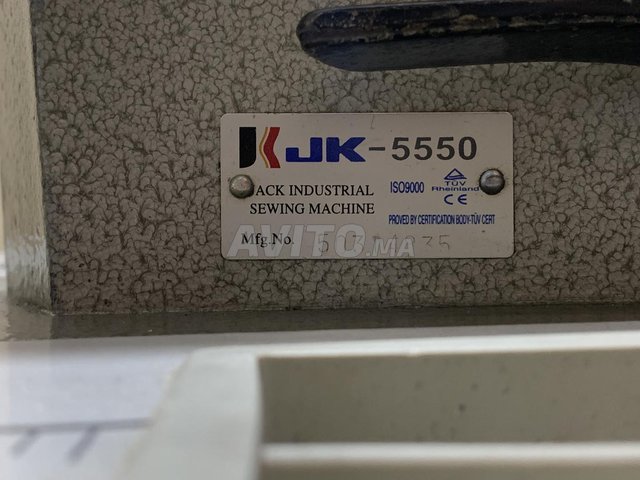 JK-5550
JACK INDUSTRIAL
SEWING MACHINE
ISO9000
TÜV
Rheinland
CE
PROVED BY CERTIFICATION BODY-TÜV CERT
Mfg.No.
AVITO.MA